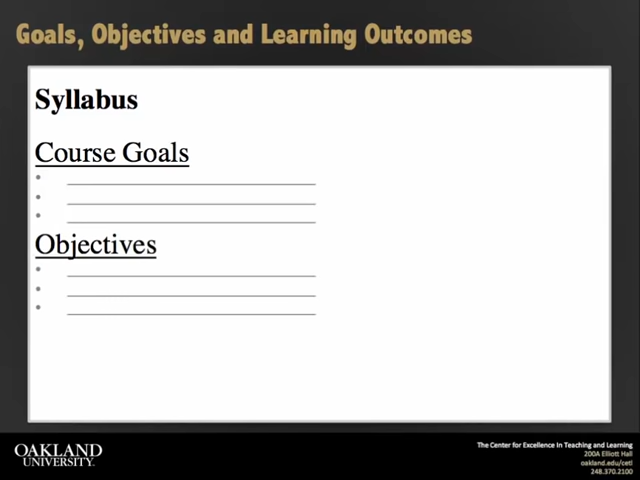 Goals, Objectives and Learning Outcomes
Syllabus
Course Goals
Objectives
OAKLAND
UNIVERSITY.
The Center for Excellence In Teaching and Learning
200A Elliott Hall
oakland.edu/cetl
248.370.2100